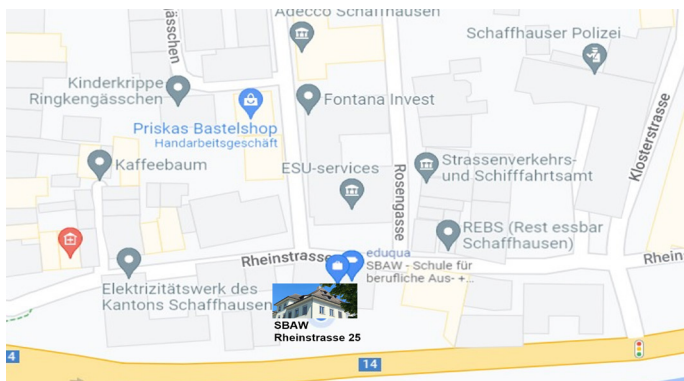 Adecco Schaffhausen
Schaffhauser Polizei
gässchen
Kinderkrippe
Ringkengässchen
Fontana Invest
Priskas Bastelshop
Handarbeitsgeschäft
Klosterstrasse
Kaffeebaum
ESU-services
Rosengasse
Strassenverkehrs-
und Schifffahrtsamt
REBS (Rest essbar
Schaffhausen)
Rheinstrasse
eduqua
SBAW - Schule für
berufliche Aus- +...
Rhein
Elektrizitätswerk des
Kantons Schaffhausen
SBAW
Rheinstrasse 25
4
14